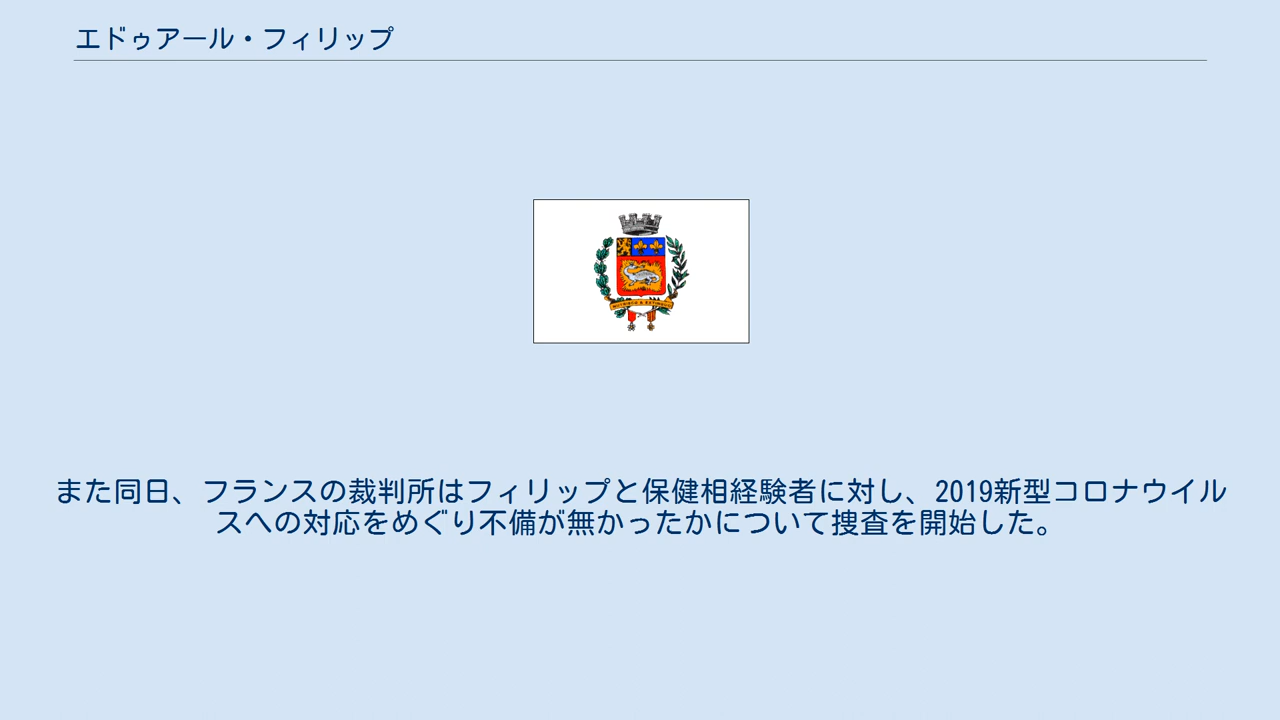 エドゥアール・フィリップ
また同日、フランスの裁判所はフィリップと保健相経験者に対し、2019新型コロナウイル
スへの対応をめぐり不備が無かったかについて捜査を開始した。